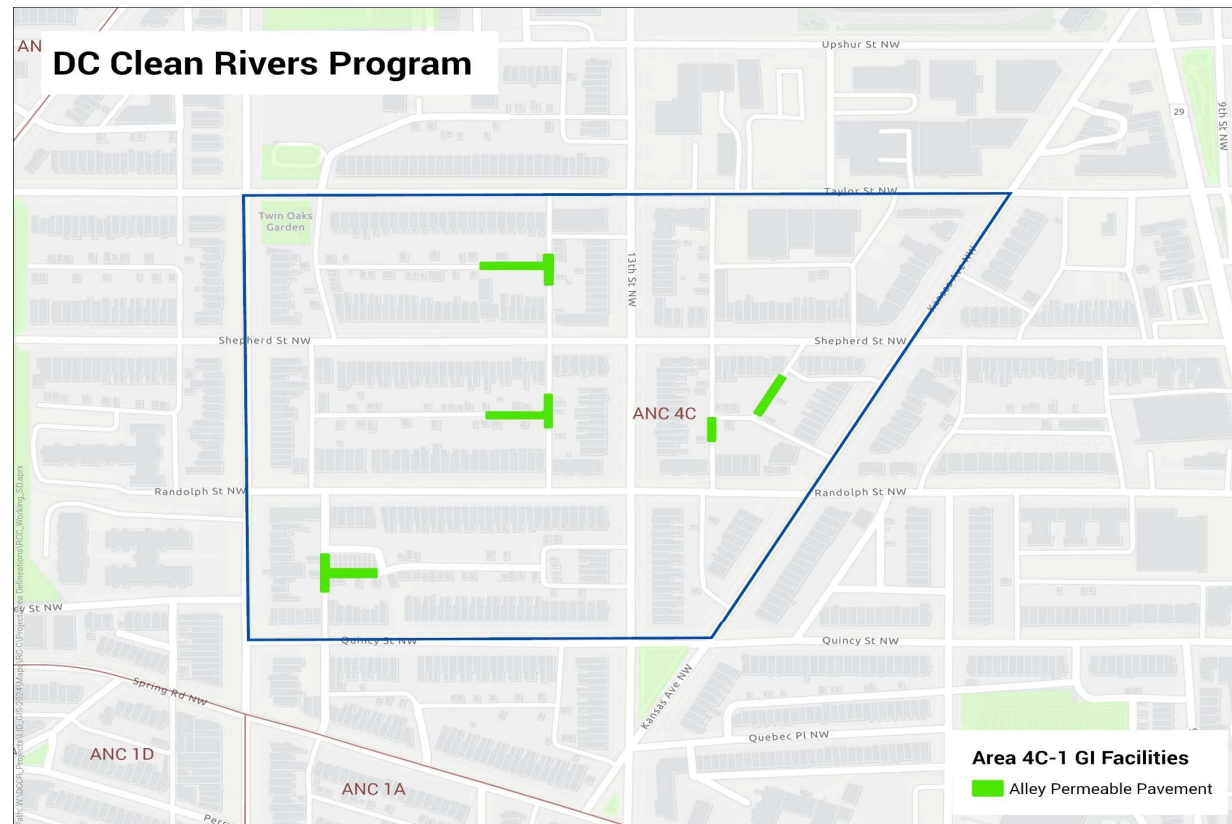 AN
DC Clean Rivers Program
Upshur St NW
29
9th St NW
Taylor St NW
Twin Oaks
Garden
13th St NW
Kansas Ave NW
Shepherd St NW
Shepherd St NW
ANC 4C
Randolph St NW
Randolph St NW
cy St NW
Quincy St NW
Quincy St NW
Spring Rd NW
Kansas Ave NW
Quebec Pl NW
ANC 1D
ANC 1A
Area 4C-1 GI Facilities
Alley Permeable Pavement